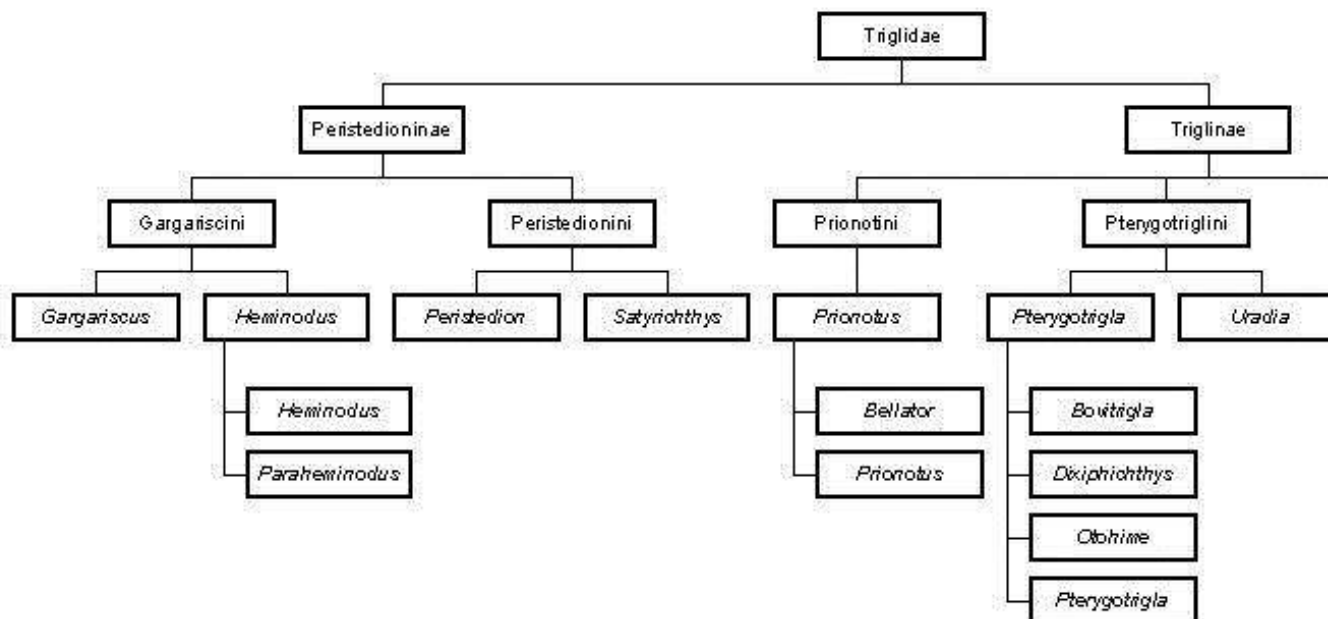 Triglidae
Peristedioninae
Triglinae
Gargariscini
Peristedionini
Prionotini
Pterygotriglini
Gargariscus
Heminodus
Peristedion
Satyrichthys
Prionotus
Pterygotrigla
Uradia
Heminodus
Bellator
Bovitrigla
Paraheminodus
Prionotus
Dixiphichthys
Otohime
Pterygotrigla